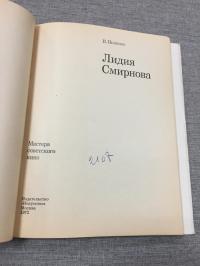 Лидия
Смирнова
Мастера
советского
кино
Издательство
«Искусство»
Москва
1972